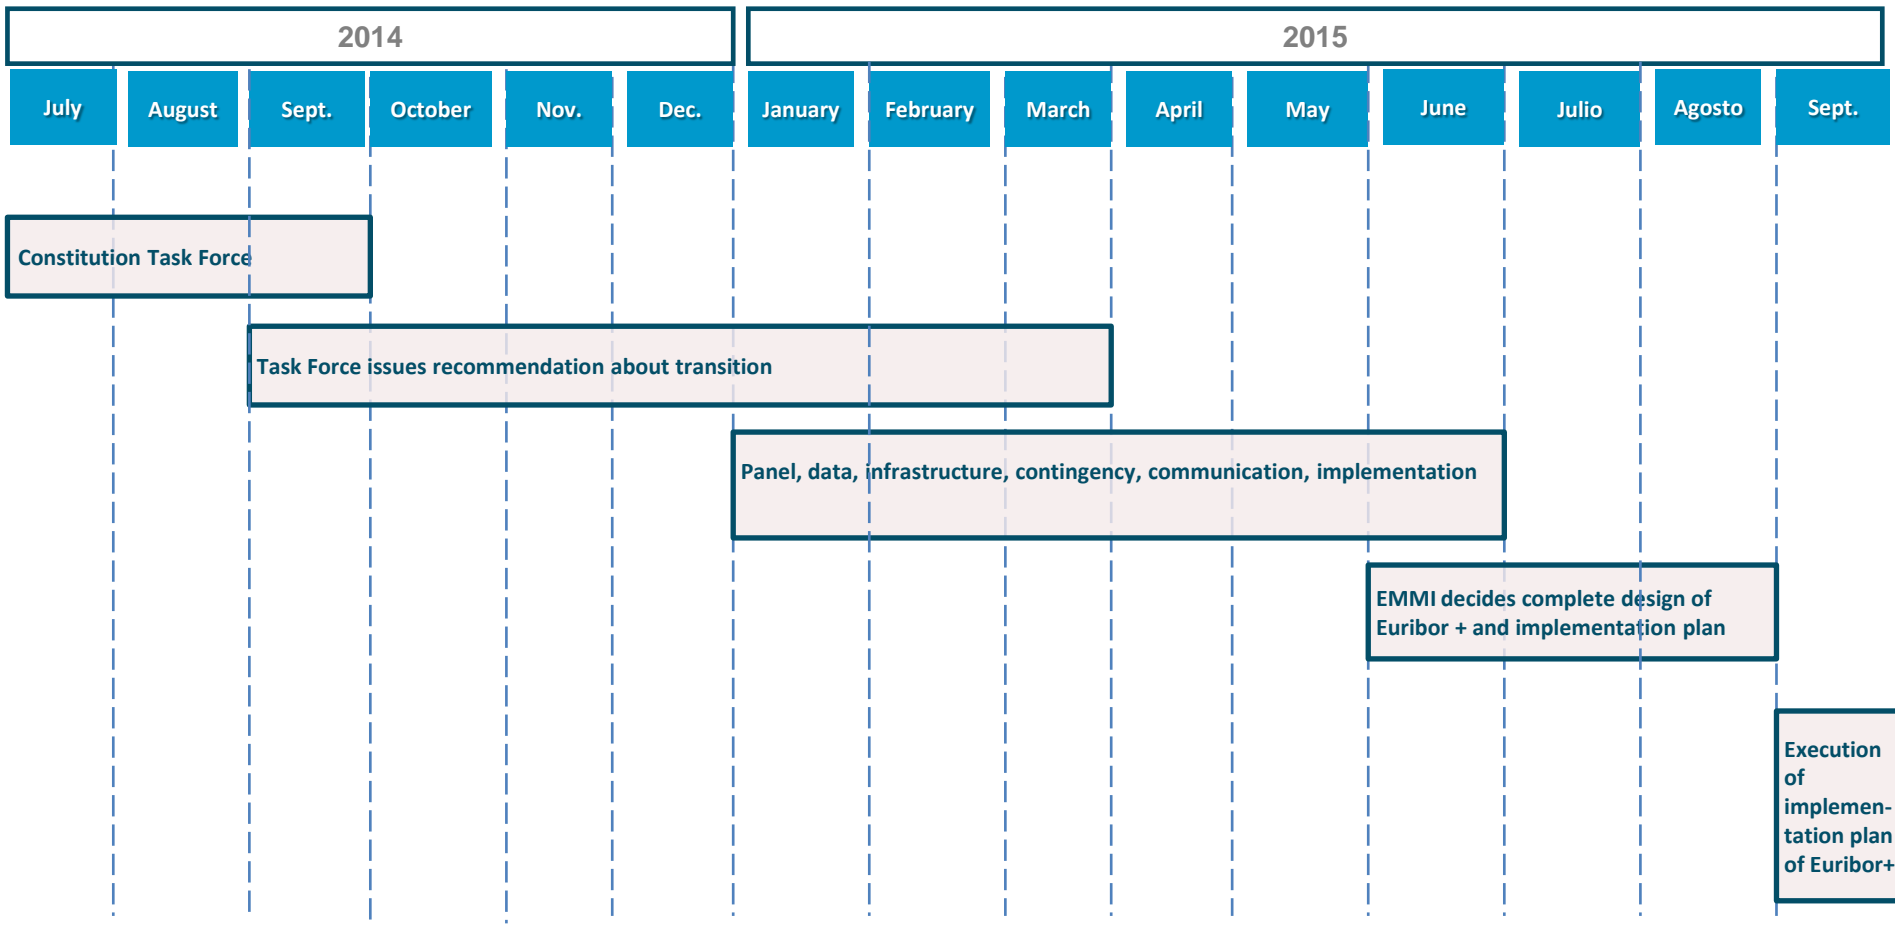 2014
2015
July
August
Sept.
October
Nov.
Dec.
January
February
March
April
May
June
Julio
Agosto
Sept.
Constitution Task Force
Task Force issues recommendation about transition
Panel, data, infrastructure, contingency, communication, implementation
EMMI decides complete design of
Euribor + and implementation plan
Execution
of
implemen-
tation plan
of Euribor+